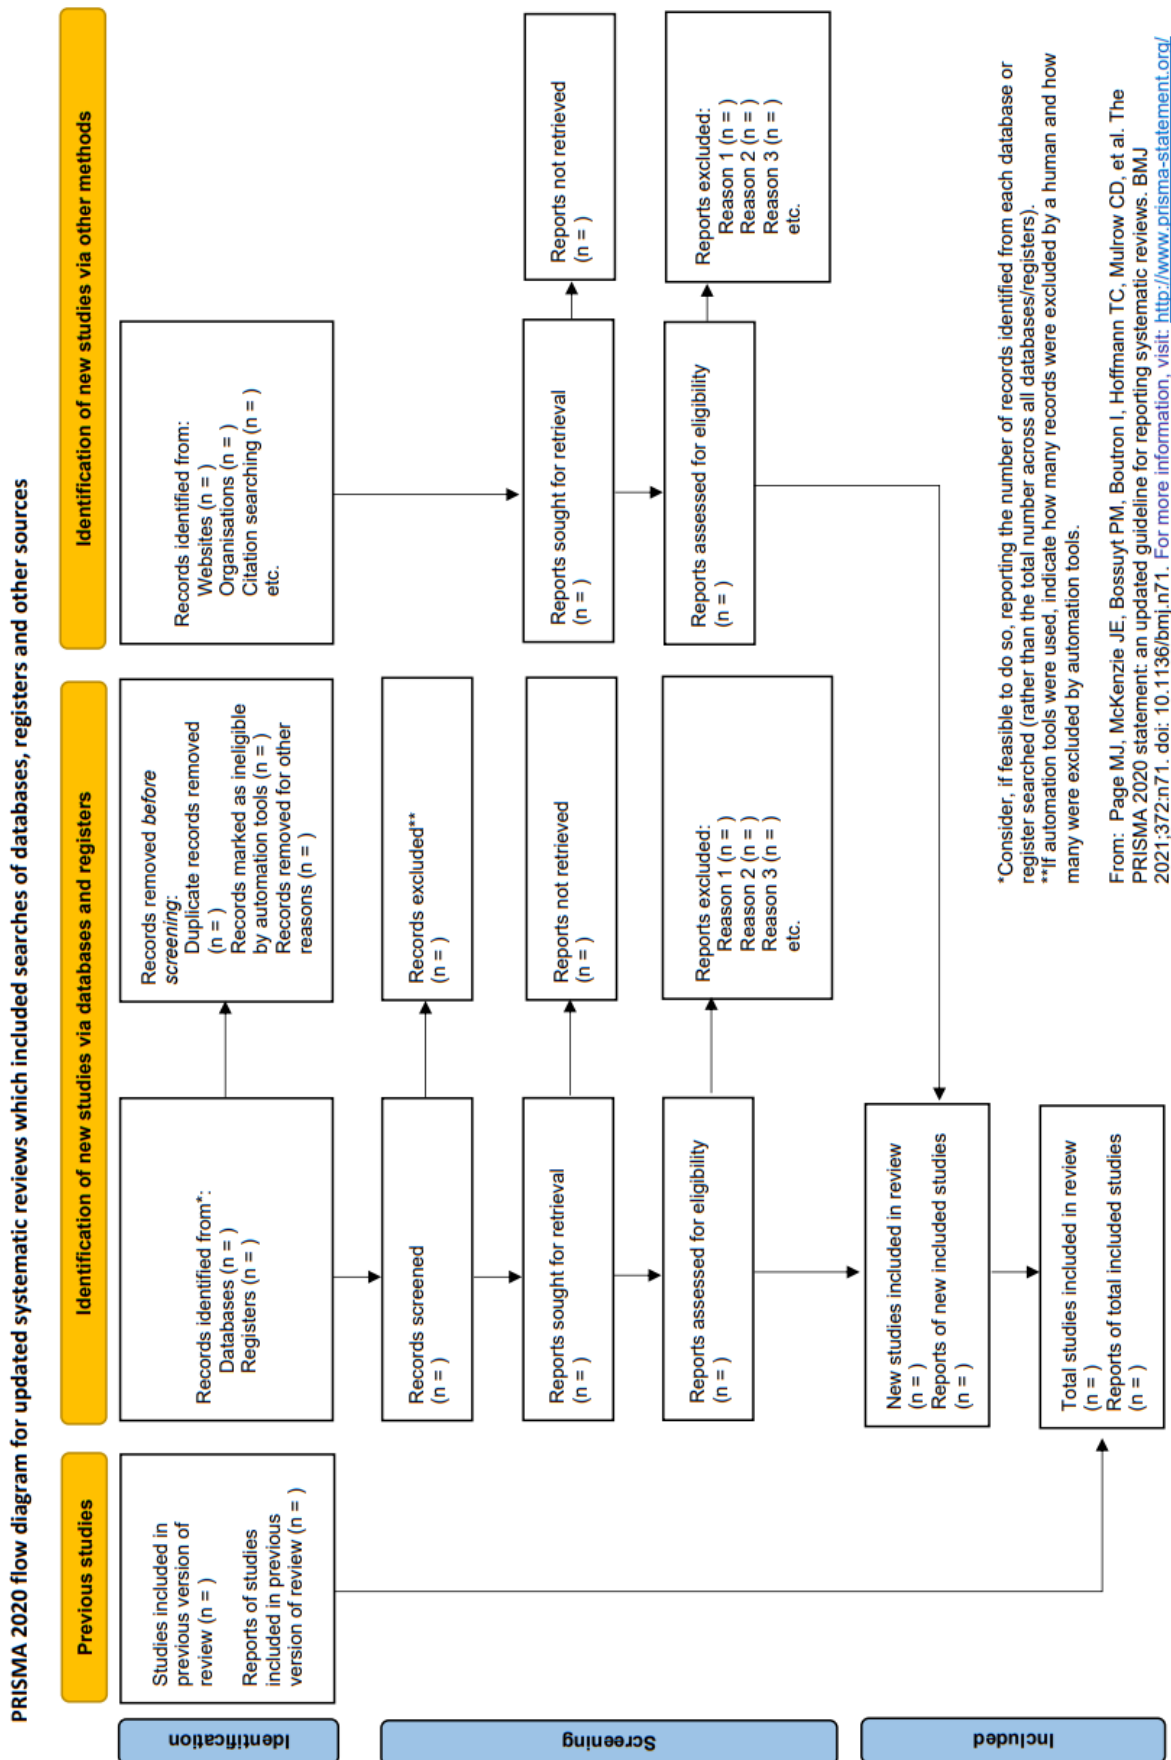 PRISMA 2020 flow diagram for updated systematic reviews which included searches of databases, registers and other sources
Previous studies
Identification of new studies via databases and registers
Identification of new studies via other methods
Identification
Studies included in
previous version of
review (n = )
Reports of studies
included in previous
version of review (n = )
Records identified from*:
Databases (n = )
Registers (n = )
Records removed before
screening:
Duplicate records removed
(n = )
Records marked as ineligible
by automation tools (n = )
Records removed for other
reasons (n = )
Records identified from:
Websites (n = )
Organisations (n = )
Citation searching (n = )
etc.
Screening
Records screened
(n = )
Records excluded**
(n = )
Reports sought for retrieval
(n = )
Reports not retrieved
(n = )
Reports sought for retrieval
(n = )
Reports not retrieved
(n = )
Reports assessed for eligibility
(n = )
Reports excluded:
Reason 1 (n = )
Reason 2 (n = )
Reason 3 (n = )
etc.
Reports assessed for eligibility
(n = )
Reports excluded:
Reason 1 (n = )
Reason 2 (n = )
Reason 3 (n = )
etc.
Included
New studies included in review
(n = )
Reports of new included studies
(n = )
Total studies included in review
(n = )
Reports of total included studies
(n = )
*Consider, if feasible to do so, reporting the number of records identified from each database or
register searched (rather than the total number across all databases/registers).
**If automation tools were used, indicate how many records were excluded by a human and how
many were excluded by automation tools.
From: Page MJ, McKenzie JE, Bossuyt PM, Boutron I, Hoffmann TC, Mulrow CD, et al. The
PRISMA 2020 statement: an updated guideline for reporting systematic reviews. BMJ
2021;372:n71. doi: 10.1136/bmj.n71. For more information, visit: http://www.prisma-statement.org/